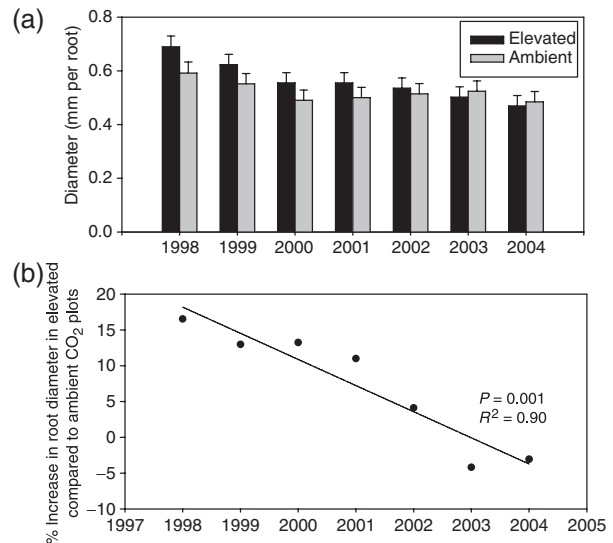 (a)
Diameter (mm per root)
0.8
0.6
0.4
0.2
0.0
Elevated
Ambient
1998 1999 2000 2001 2002 2003 2004
(b)
% Increase in root diameter in elevated
compared to ambient CO₂ plots
20
15
10
5
0
−5
−10
P = 0.001
R² = 0.90
1997 1998 1999 2000 2001 2002 2003 2004 2005